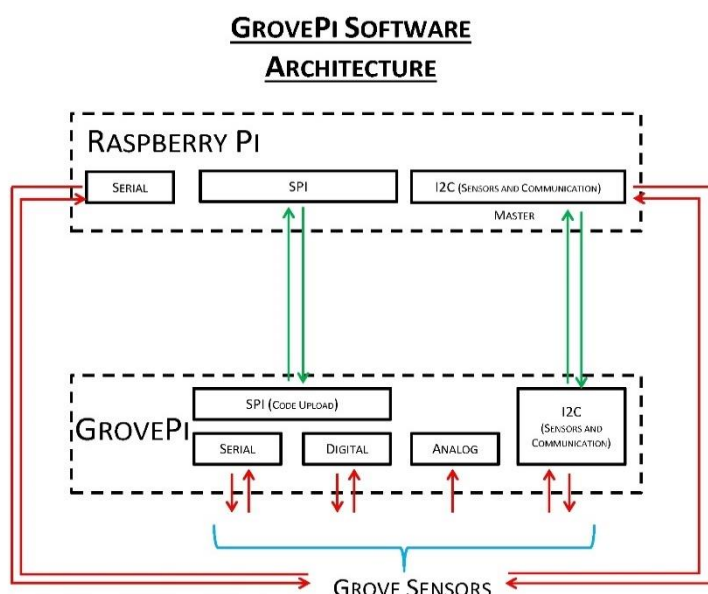 GROVEPI SOFTWARE
ARCHITECTURE
RASPBERRY PI
SERIAL
SPI
I2C (SENSORS AND COMMUNICATION)
MASTER
SPI (CODE UPLOAD)
I2C
(SENSORS AND
COMMUNICATION)
GROVEPI
SERIAL
DIGITAL
ANALOG
GROVE SENSORS